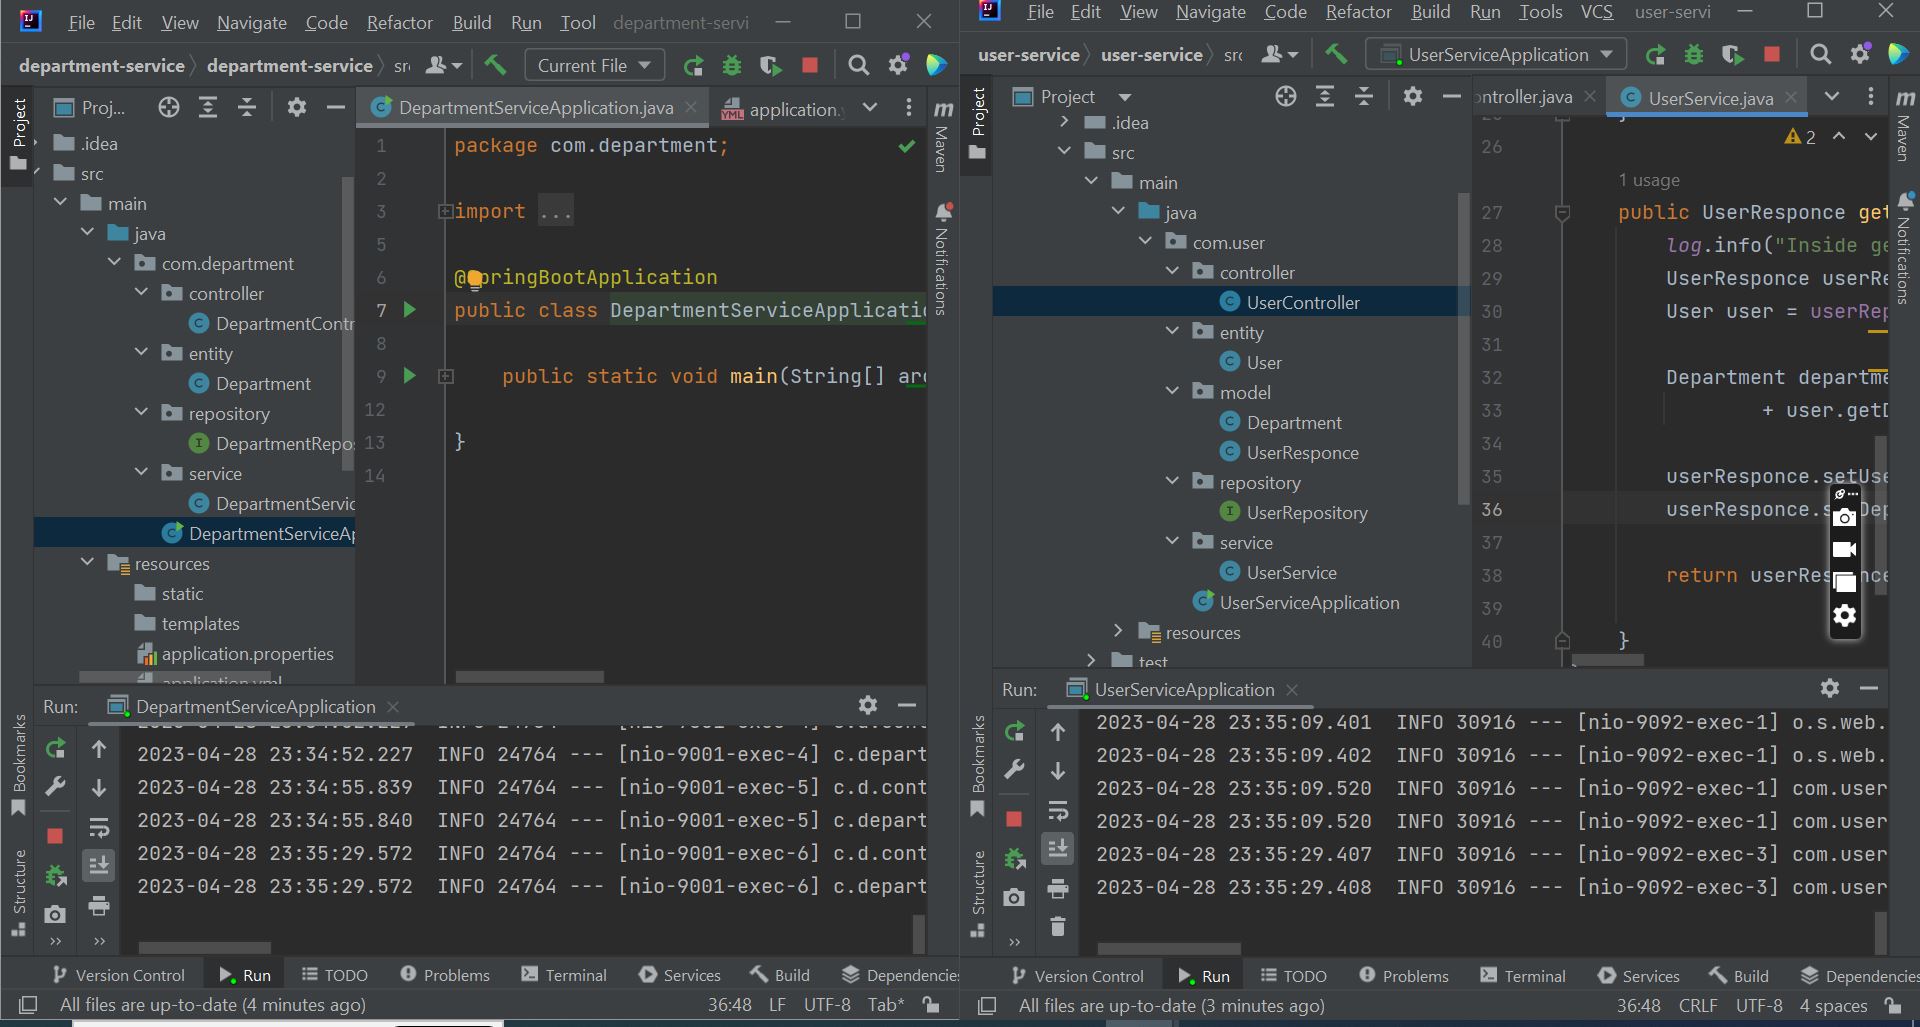 File Edit View Navigate Code Refactor Build Run Tool department-servi
department-service department-service
Current File
Project
Proj...
.idea
src
main
java
com.department
controller
entity
Department
repository
service
resources
static
templates
application.properties
DepartmentServiceApplication.java
1 package com.department;
2
3 import ...
5
6
7 public class
8
9 public static void main(String[]
12
13 }
14
Maven
Notifications
Bookmarks
Structure
Run: DepartmentServiceApplication
2023-04-28 23:34:52.227 INFO 24764 --- [nio-9001-exec-4] c.depart
2023-04-28 23:34:55.839 INFO 24764 --- [nio-9001-exec-5] c.d.cont
2023-04-28 23:34:55.840 INFO 24764 --- [nio-9001-exec-5] c.depart
2023-04-28 23:35:29.572 INFO 24764 --- [nio-9001-exec-6] c.d.cont
2023-04-28 23:35:29.572 INFO 24764 --- [nio-9001-exec-6] c.depart
Version Control Run TODO Problems Terminal Services Build
All files are up-to-date (4 minutes ago) 36:48 LF UTF-8 Tab*
File Edit View Navigate Code Refactor Build Run Tools VCS user-servi
user-service user-service
UserServiceApplication
Project
Project
.idea
src
main
java
com.user
controller
UserController
entity
User
model
Department
UserResponce
repository
UserRepository
service
UserService
UserServiceApplication
resources
test
ontroller.java UserService.java
2
26
1 usage
27 public UserResponce get
28 log.info("Inside ge
29 UserResponce userRe
30 User user = userRep
31
32 Department departme
33 + user.get
34
35 userResponce.setUse
36 userResponce.
37
38 return
39
40 }
Maven
Notifications
Bookmarks
Structure
Run: UserServiceApplication
2023-04-28 23:35:09.401 INFO 30916 --- [nio-9092-exec-1] o.s.web.
2023-04-28 23:35:09.402 INFO 30916 --- [nio-9092-exec-1] o.s.web.
2023-04-28 23:35:09.520 INFO 30916 --- [nio-9092-exec-1] com.user
2023-04-28 23:35:09.520 INFO 30916 --- [nio-9092-exec-1] com.user
2023-04-28 23:35:29.407 INFO 30916 --- [nio-9092-exec-3] com.user
2023-04-28 23:35:29.408 INFO 30916 --- [nio-9092-exec-3] com.user
Version Control Run TODO Problems Terminal Services Build Dependencies
All files are up-to-date (3 minutes ago) 36:48 CRLF UTF-8 4 spaces